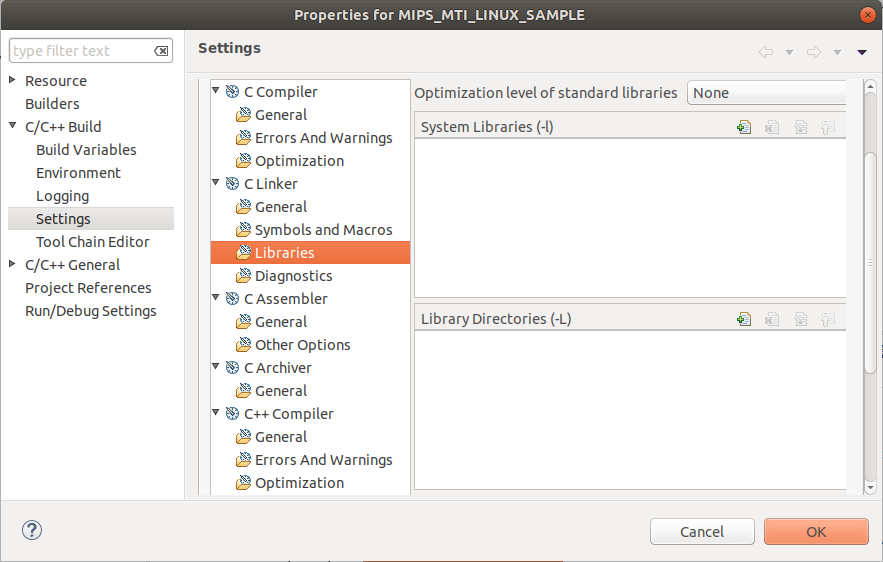 Properties for MIPS_MTI_LINUX_SAMPLE
type filter text
Resource
Builders
C/C++ Build
Build Variables
Environment
Logging
Settings
Tool Chain Editor
C/C++ General
Project References
Run/Debug Settings
Settings
C Compiler
General
Errors And Warnings
Optimization
C Linker
General
Symbols and Macros
Libraries
Diagnostics
C Assembler
General
Other Options
C Archiver
General
C++ Compiler
General
Errors And Warnings
Optimization
Optimization level of standard libraries None
System Libraries (-l)
Library Directories (-L)
? Cancel OK